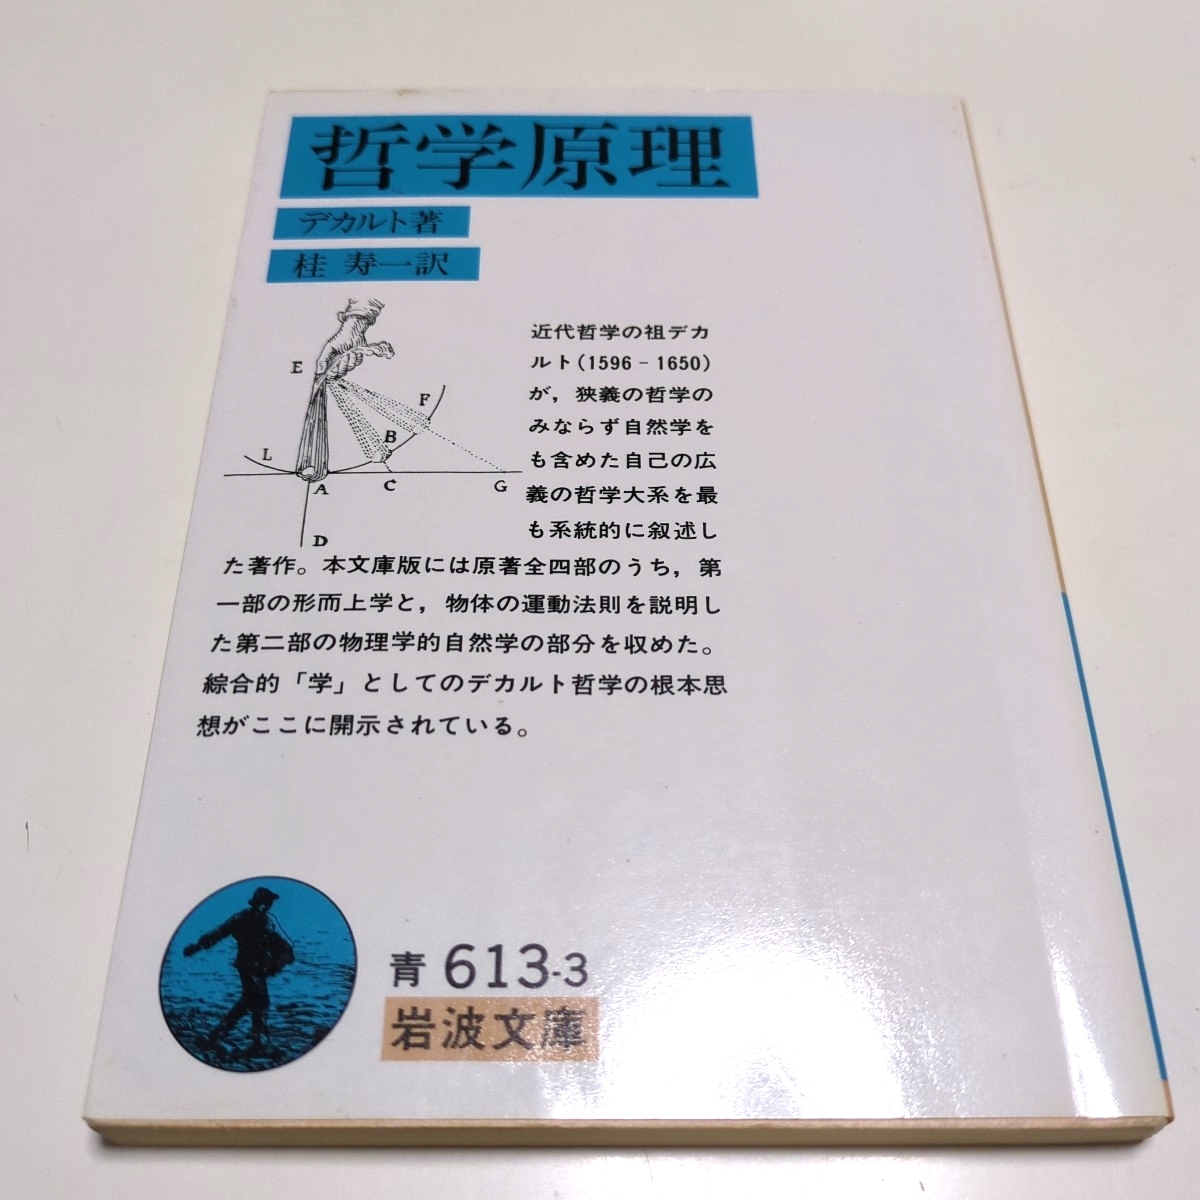 哲学原理
デカルト著
桂 寿一訳
E
F
B
L
A
C
G
D
近代哲学の祖デカ
ルト(1596－1650)
が，狭義の哲学の
みならず自然学を
も含めた自己の広
義の哲学大系を最
も系統的に叙述し
た著作。本文庫版には原著全四部のうち，第
一部の形而上学と，物体の運動法則を説明し
た第二部の物理学的自然学の部分を収めた。
綜合的「学」としてのデカルト哲学の根本思
想がここに開示されている。
青 613-3
岩波文庫